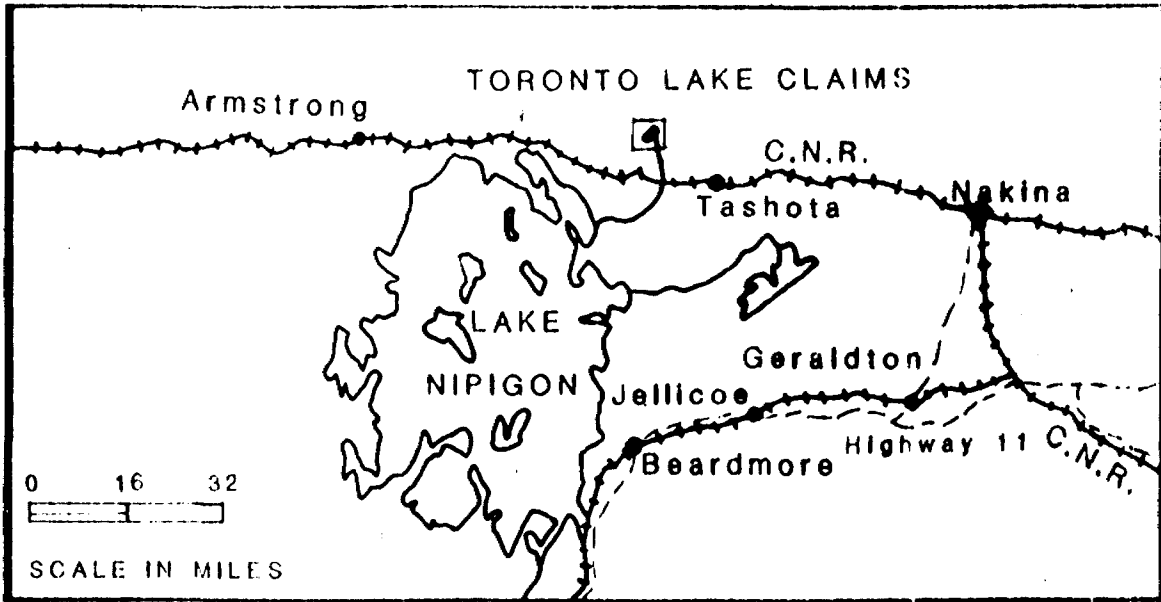 TORONTO LAKE CLAIMS
Armstrong
C.N.R.
Nakina
Tashota
LAKE
NIPIGON
Geraldton
Jellicoe
Highway 11
C.N.R.
Beardmore
0 16 32
SCALE IN MILES